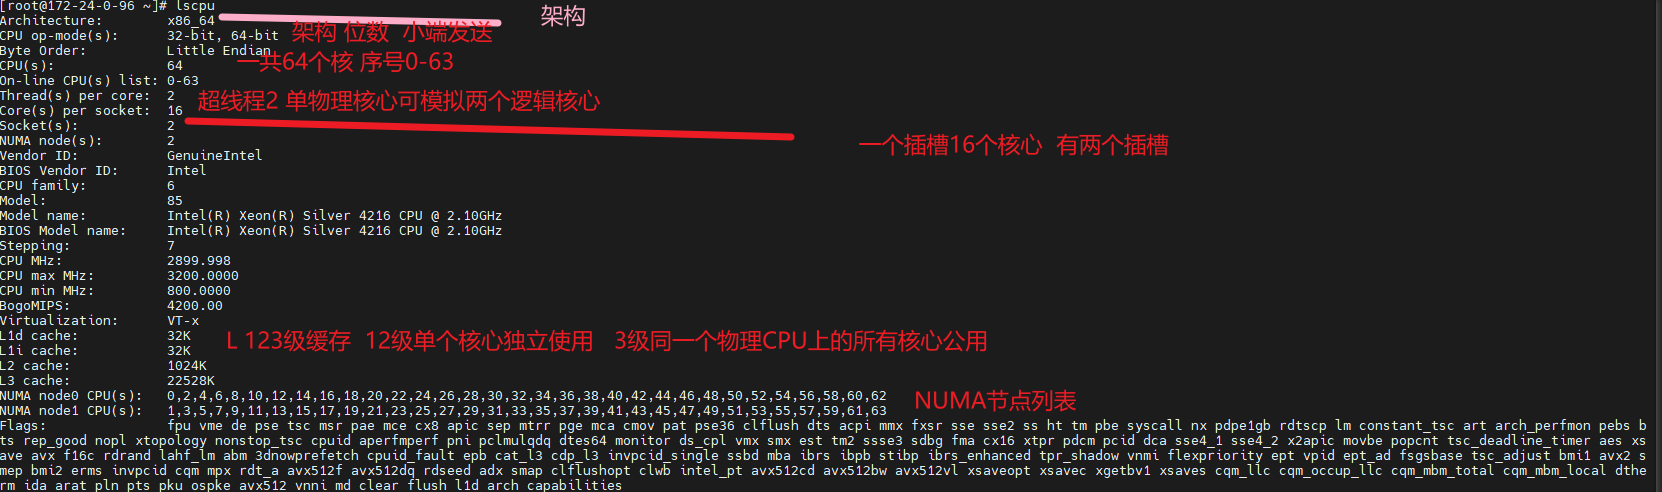 [root@172-24-0-96 ~]# lscpu
Architecture: x86_64
架构
CPU op-mode(s): 32-bit, 64-bit
架构 位数 小端发送
Byte Order: Little Endian
一共64个核 序号0-63
CPU(s): 64
On-line CPU(s) list: 0-63
Thread(s) per core: 2
超线程2 单物理核心可模拟两个逻辑核心
Core(s) per socket: 16
Socket(s): 2
NUMA node(s): 2
一个插槽16个核心 有两个插槽
Vendor ID: GenuineIntel
BIOS Vendor ID: Intel
CPU family: 6
Model: 85
Model name: Intel(R) Xeon(R) Silver 4216 CPU @ 2.10GHz
BIOS Model name: Intel(R) Xeon(R) Silver 4216 CPU @ 2.10GHz
Stepping: 7
CPU MHz: 2899.998
CPU max MHz: 3200.0000
CPU min MHz: 800.0000
BogoMIPS: 4200.00
Virtualization: VT-x
L1d cache: 32K
L 123级缓存 12级单个核心独立使用 3级同一个物理CPU上的所有核心公用
L1i cache: 32K
L2 cache: 1024K
L3 cache: 22528K
NUMA node0 CPU(s): 0,2,4,6,8,10,12,14,16,18,20,22,24,26,28,30,32,34,36,38,40,42,44,46,48,50,52,54,56,58,60,62
NUMA节点列表
NUMA node1 CPU(s): 1,3,5,7,9,11,13,15,17,19,21,23,25,27,29,31,33,35,37,39,41,43,45,47,49,51,53,55,57,59,61,63
Flags: fpu vme de pse tsc msr pae mce cx8 apic sep mtrr pge mca cmov pat pse36 clflush dts acpi mmx fxsr sse sse2 ss ht tm pbe syscall nx pdpe1gb rdtscp lm constant_tsc art arch_perfmon pebs b
ts rep_good nopl xtopology nonstop_tsc cpuid aperfmperf pni pclmulqdq dtes64 monitor ds_cpl vmx smx est tm2 ssse3 sdbg fma cx16 xtpr pdcm pcid dca sse4_1 sse4_2 x2apic movbe popcnt tsc_deadline_timer aes xs
ave avx f16c rdrand lahf_lm abm 3dnowprefetch cpuid_fault epb cat_l3 cdp_l3 invpcid_single ssbd mba ibrs ibpb stibp ibrs_enhanced tpr_shadow vnmi flexpriority ept vpid ept_ad fsgsbase tsc_adjust bmi1 avx2 s
mep bmi2 erms invpcid cqm mpx rdt_a avx512f avx512dq rdseed adx smap clflushopt clwb intel_pt avx512cd avx512bw avx512vl xsaveopt xsavec xgetbv1 xsaves cqm_llc cqm_occup_llc cqm_mbm_total cqm_mbm_local dthe
rm ida arat pln pts pku ospke avx512_vnni md_clear flush_l1d arch_capabilities